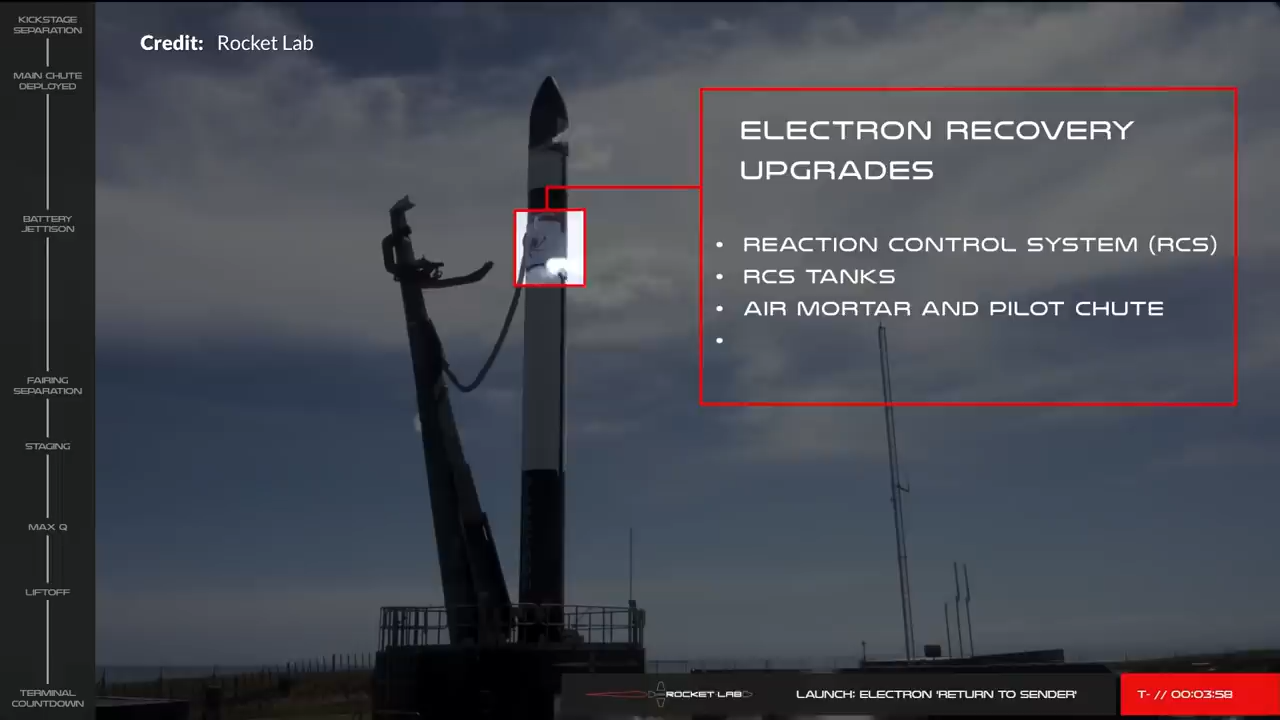 KICKSTAGE
SEPARATION
MAIN CHUTE
DEPLOYED
BATTERY
JETTISON
FAIRING
SEPARATION
STAGING
MAX Q
LIFTOFF
TERMINAL
COUNTDOWN
Credit: Rocket Lab
ELECTRON RECOVERY
UPGRADES
• REACTION CONTROL SYSTEM (RCS)
• RCS TANKS
• AIR MORTAR AND PILOT CHUTE
•
ROCKET LAB
LAUNCH: ELECTRON 'RETURN TO SENDER'
T- // 00:03:58